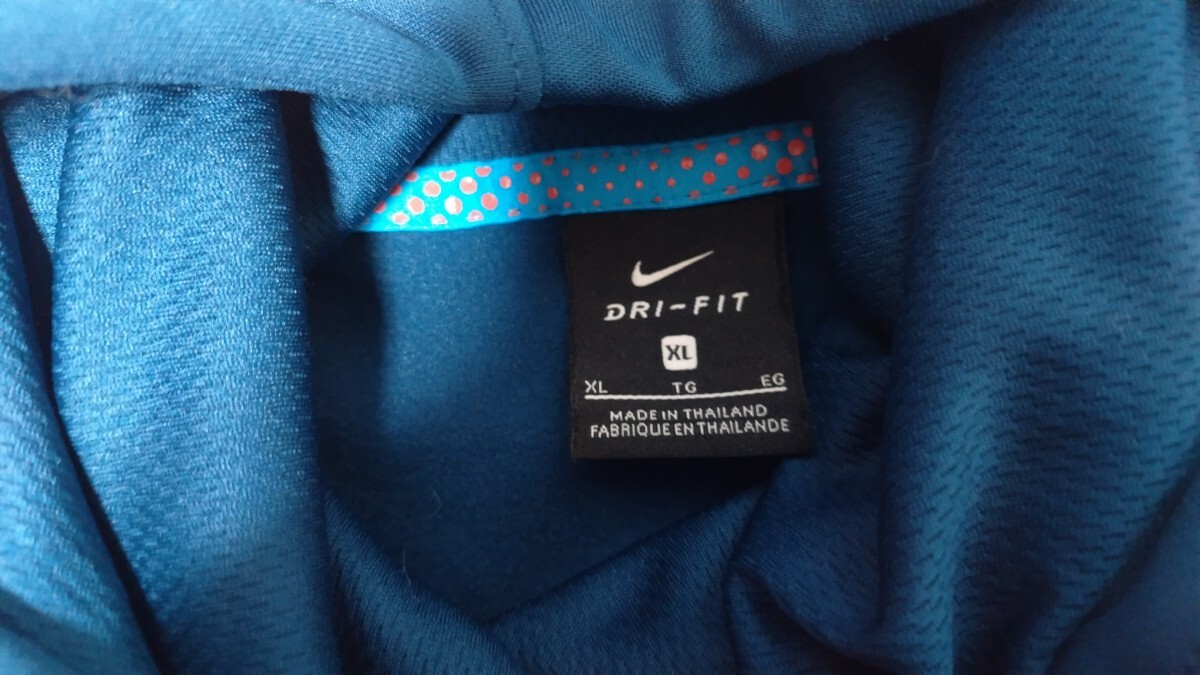 DRI-FIT
XL
XL TG EG
MADE IN THAILAND
FABRIQUE EN THAILANDE